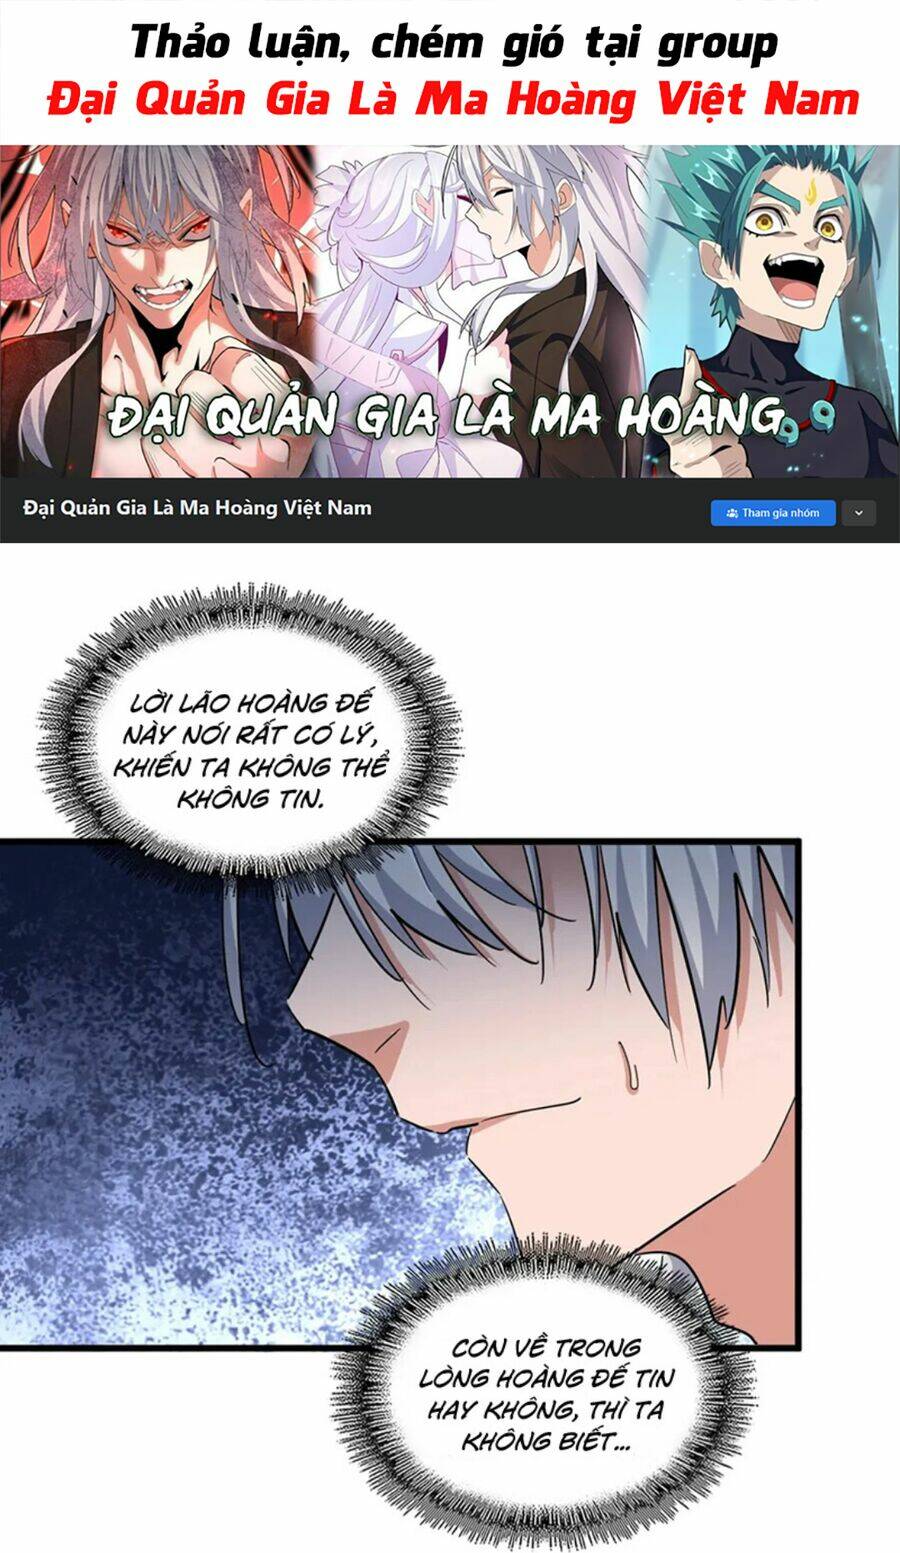 Thảo luận, chém gió tại group
Đại Quản Gia Là Ma Hoàng Việt Nam
ĐẠI QUẢN GIA LÀ MA HOÀNG
Đại Quản Gia Là Ma Hoàng Việt Nam
Tham gia nhóm
LỜI LÃO HOÀNG ĐẾ
NÀY NÓI RẤT CÓ LÝ,
KHIẾN TA KHÔNG THỂ
KHÔNG TIN.
CÒN VỀ TRONG
LÒNG HOÀNG ĐẾ TIN
HAY KHÔNG, THÌ TA
KHÔNG BIẾT...